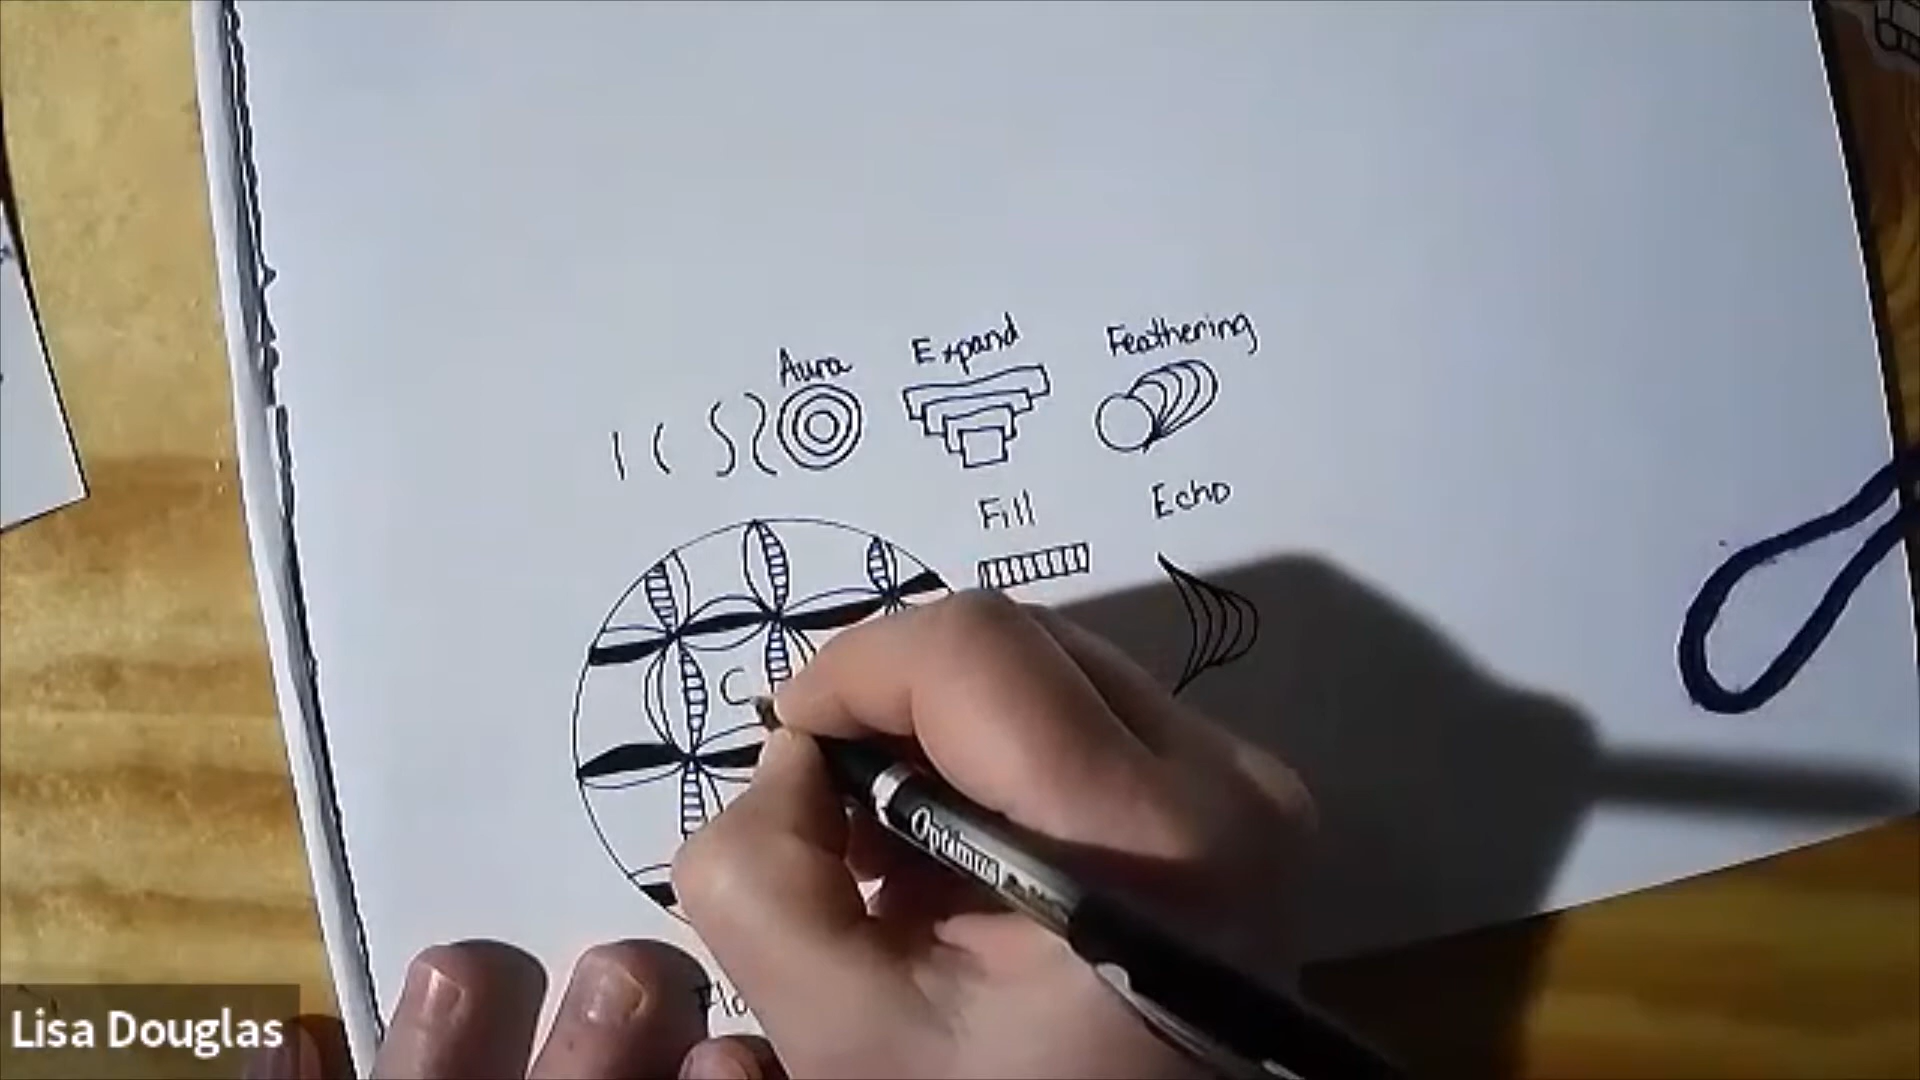 Aura
Expand
Feathering
Fill
Echo
Optimus
Lisa Douglas